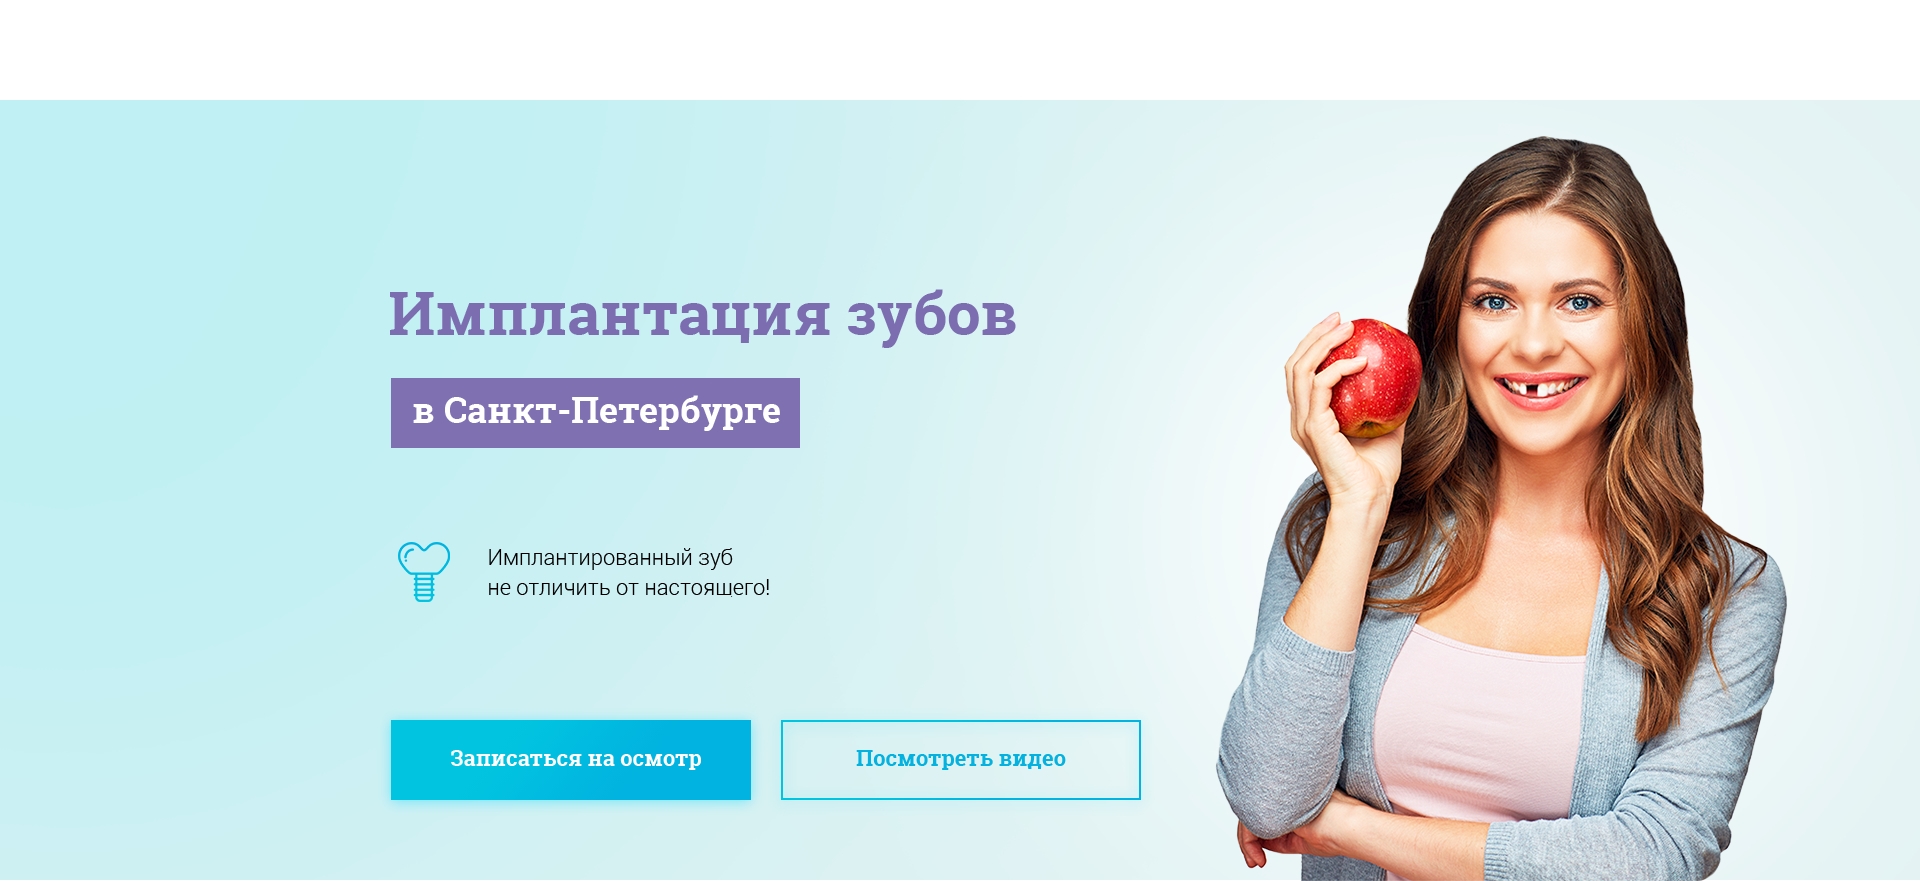 Имплантация зубов
в Санкт-Петербурге
Имплантированный зуб
не отличить от настоящего!
Записаться на осмотр
Посмотреть видео